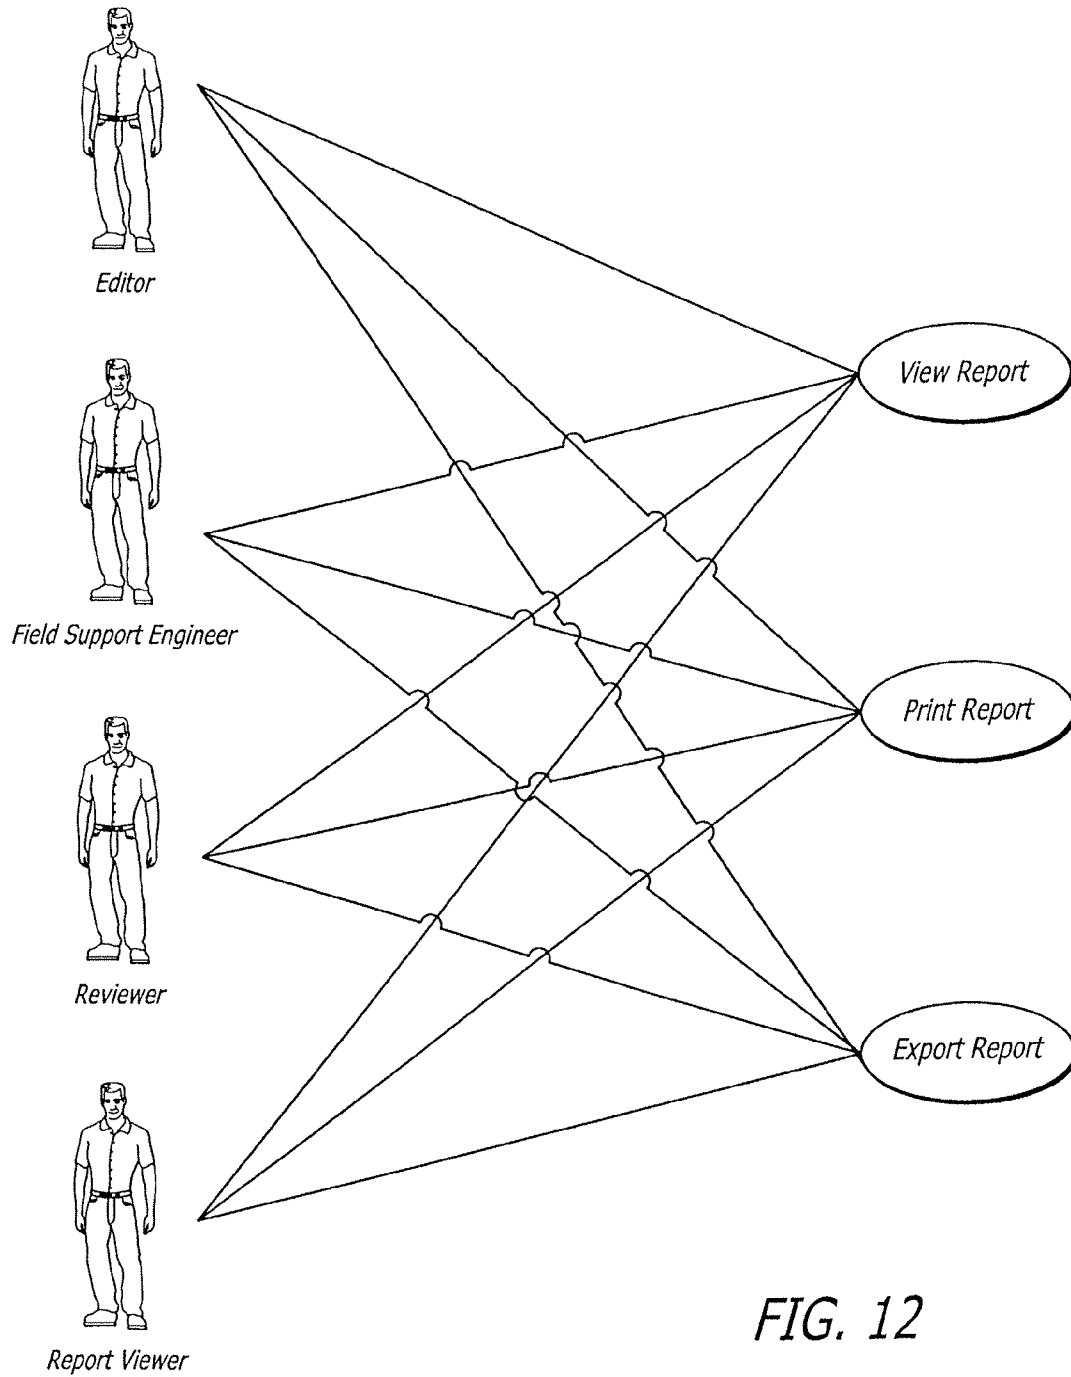 Editor
View Report
Field Support Engineer
Print Report
Reviewer
Export Report
Report Viewer
FIG. 12